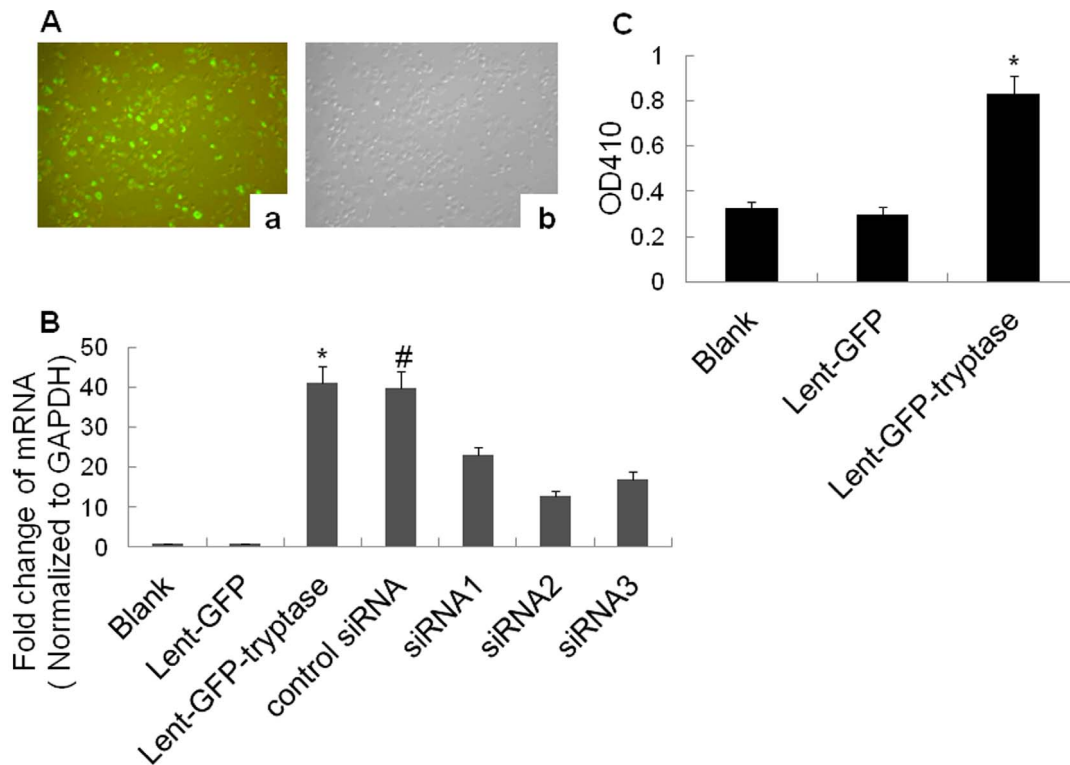 A
a
b
C
OD410
1
0.8
0.6
0.4
0.2
0
*
Blank
Lent-GFP
Lent-GFP-tryptase
B
Fold change of mRNA
( Normalized to GAPDH)
50
40
30
20
10
0
*
#
Blank
Lent-GFP
Lent-GFP-tryptase
control siRNA
siRNA1
siRNA2
siRNA3